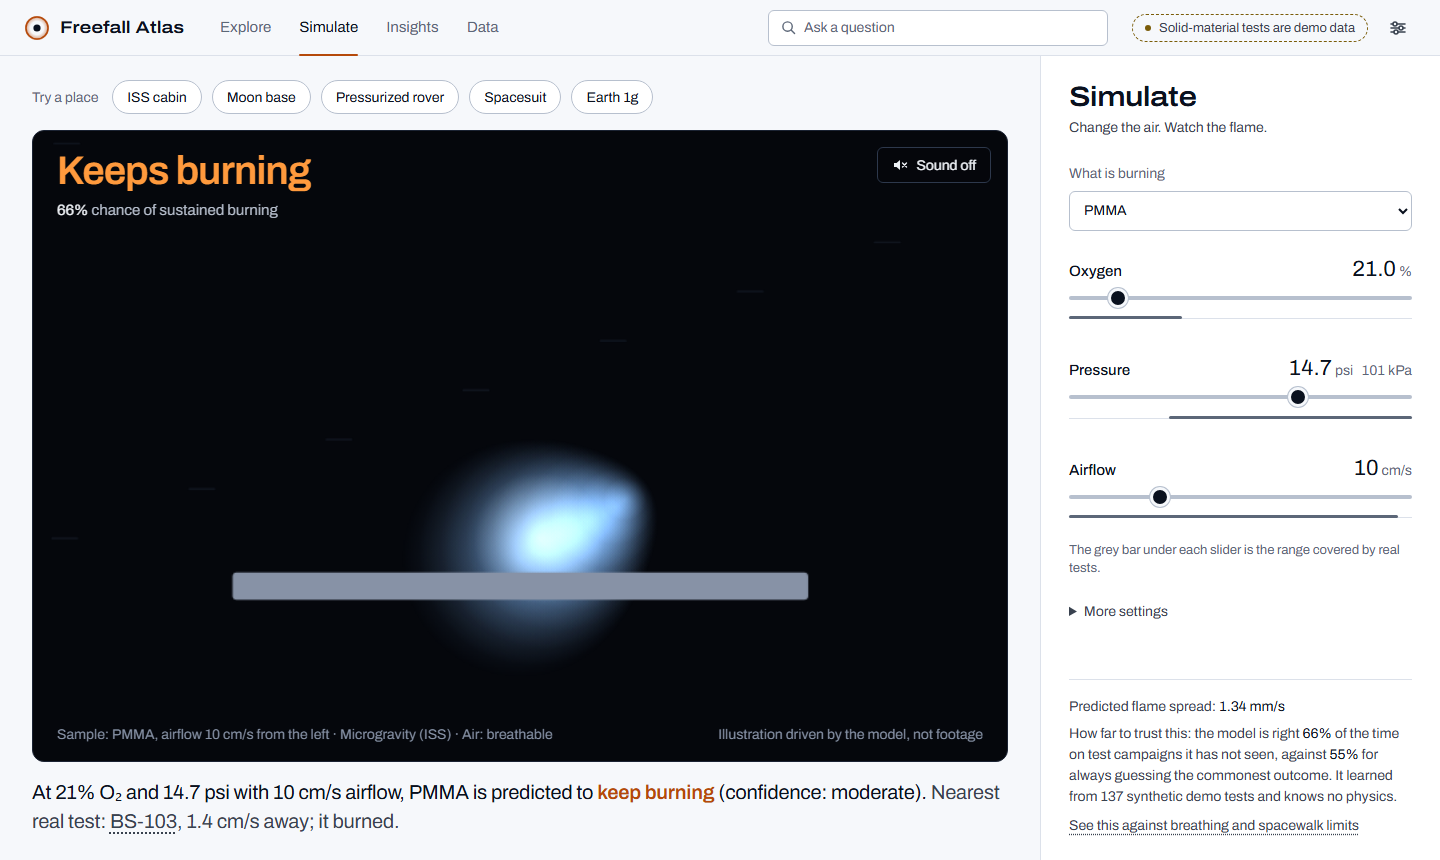 Freefall Atlas
Explore
Simulate
Insights
Data
Ask a question
Solid-material tests are demo data
Try a place
ISS cabin
Moon base
Pressurized rover
Spacesuit
Earth 1g
Keeps burning
66% chance of sustained burning
Sound off
Sample: PMMA, airflow 10 cm/s from the left · Microgravity (ISS) · Air: breathable
Illustration driven by the model, not footage
At 21% O₂ and 14.7 psi with 10 cm/s airflow, PMMA is predicted to keep burning (confidence: moderate). Nearest
real test: BS-103, 1.4 cm/s away; it burned.
Simulate
Change the air. Watch the flame.
What is burning
PMMA
Oxygen
21.0 %
Pressure
14.7 psi 101 kPa
Airflow
10 cm/s
The grey bar under each slider is the range covered by real
tests.
More settings
Predicted flame spread: 1.34 mm/s
How far to trust this: the model is right 66% of the time
on test campaigns it has not seen, against 55% for
always guessing the commonest outcome. It learned
from 137 synthetic demo tests and knows no physics.
See this against breathing and spacewalk limits